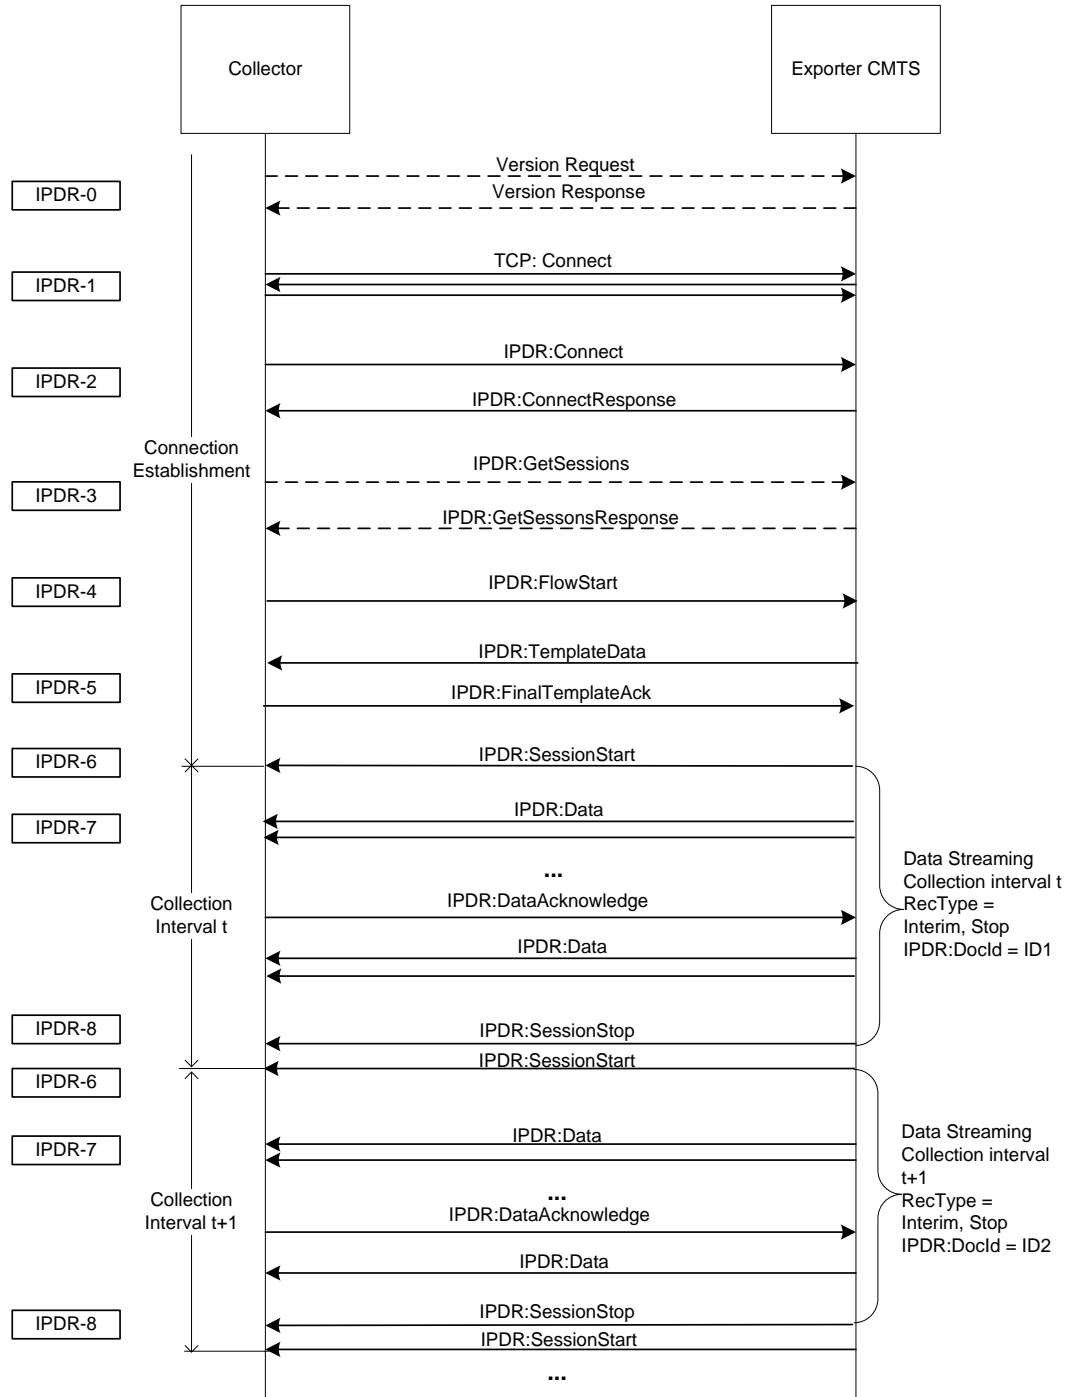 Collector
Exporter CMTS
Version Request
IPDR-0
Version Response
TCP: Connect
IPDR-1
IPDR:Connect
IPDR-2
IPDR:ConnectResponse
Connection
Establishment
IPDR:GetSessions
IPDR-3
IPDR:GetSessonsResponse
IPDR-4
IPDR:FlowStart
IPDR:TemplateData
IPDR-5
IPDR:FinalTemplateAck
IPDR-6
IPDR:SessionStart
IPDR:Data
IPDR-7
...
Collection
Interval t
IPDR:DataAcknowledge
IPDR:Data
Data Streaming
Collection interval t
RecType =
Interim, Stop
IPDR:DocId = ID1
IPDR-8
IPDR:SessionStop
IPDR:SessionStart
IPDR-6
IPDR:Data
IPDR-7
...
Collection
Interval t+1
IPDR:DataAcknowledge
IPDR:Data
Data Streaming
Collection interval
t+1
RecType =
Interim, Stop
IPDR:DocId = ID2
IPDR:SessionStop
IPDR-8
IPDR:SessionStart
...